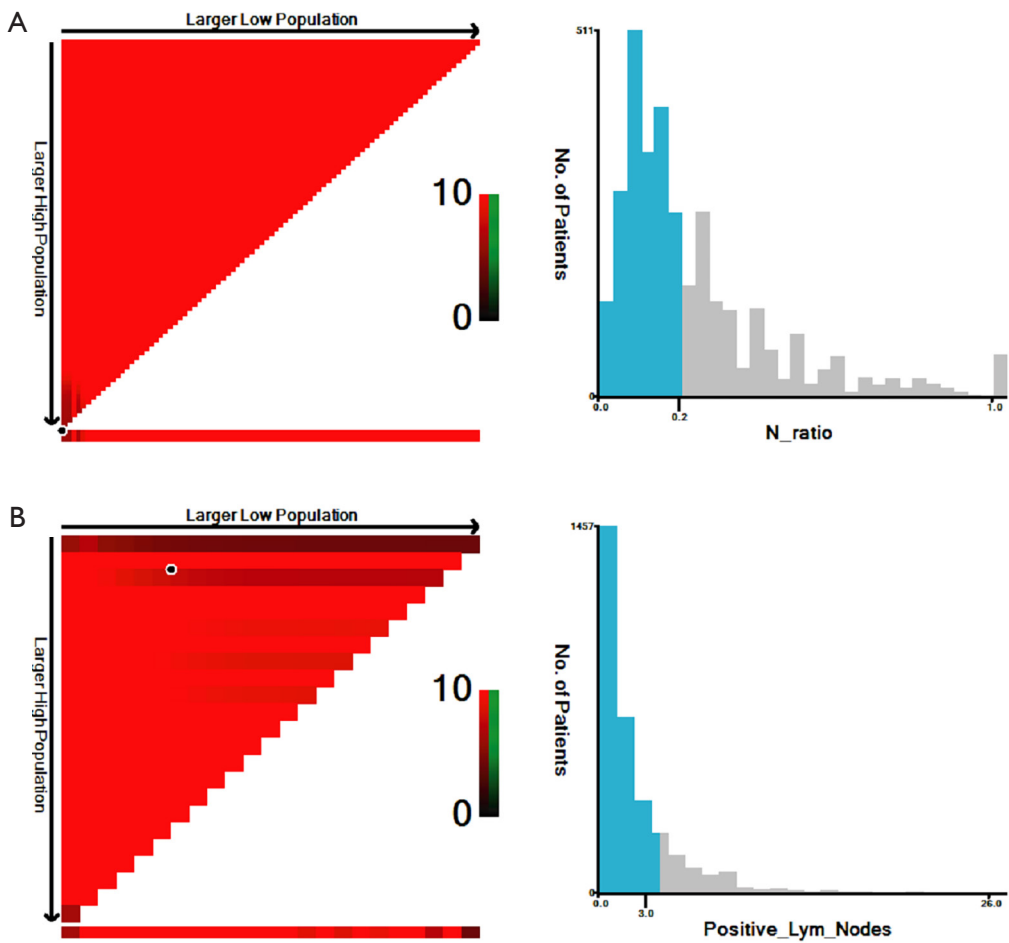 A
Larger Low Population
Larger High Population
10
0
511
0
No. of Patients
0.0
0.2
1.0
N_ratio
B
Larger Low Population
Larger High Population
10
0
1457
0
No. of Patients
0.0
3.0
26.0
Positive_Lym_Nodes